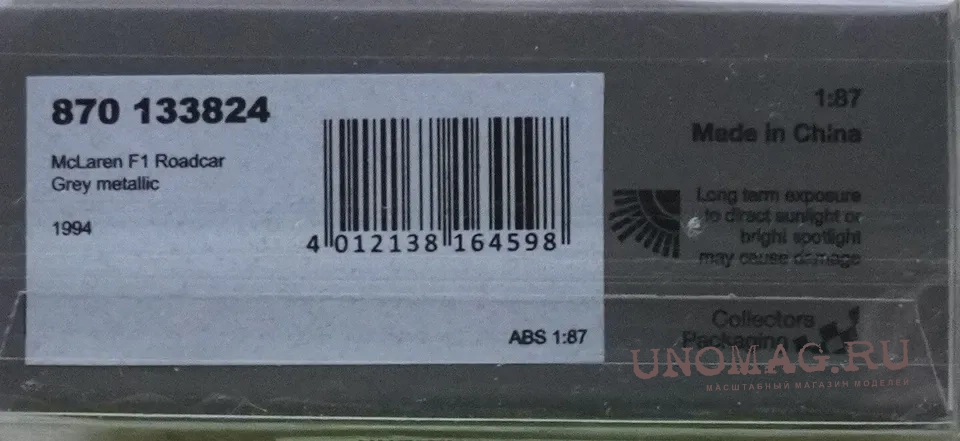 870 133824
McLaren F1 Roadcar
Grey metallic
1994
4 012138 164598
ABS 1:87
1:87
Made in China
Long term exposure
to direct sunlight or
bright spotlight
may cause damage
Collectors
Packaging
UNOMAG.RU
МАСШТАБНЫЙ МАГАЗИН МОДЕЛЕЙ